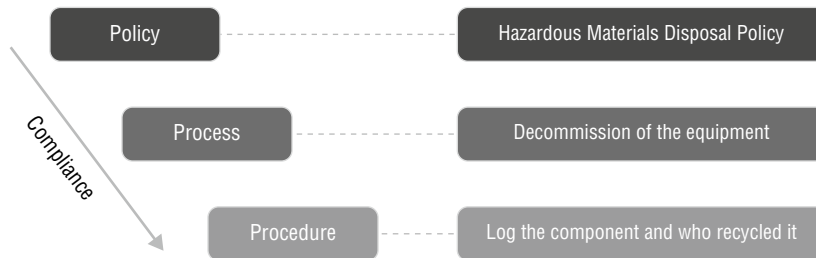 Policy
Hazardous Materials Disposal Policy
Compliance
Process
Decommission of the equipment
Procedure
Log the component and who recycled it